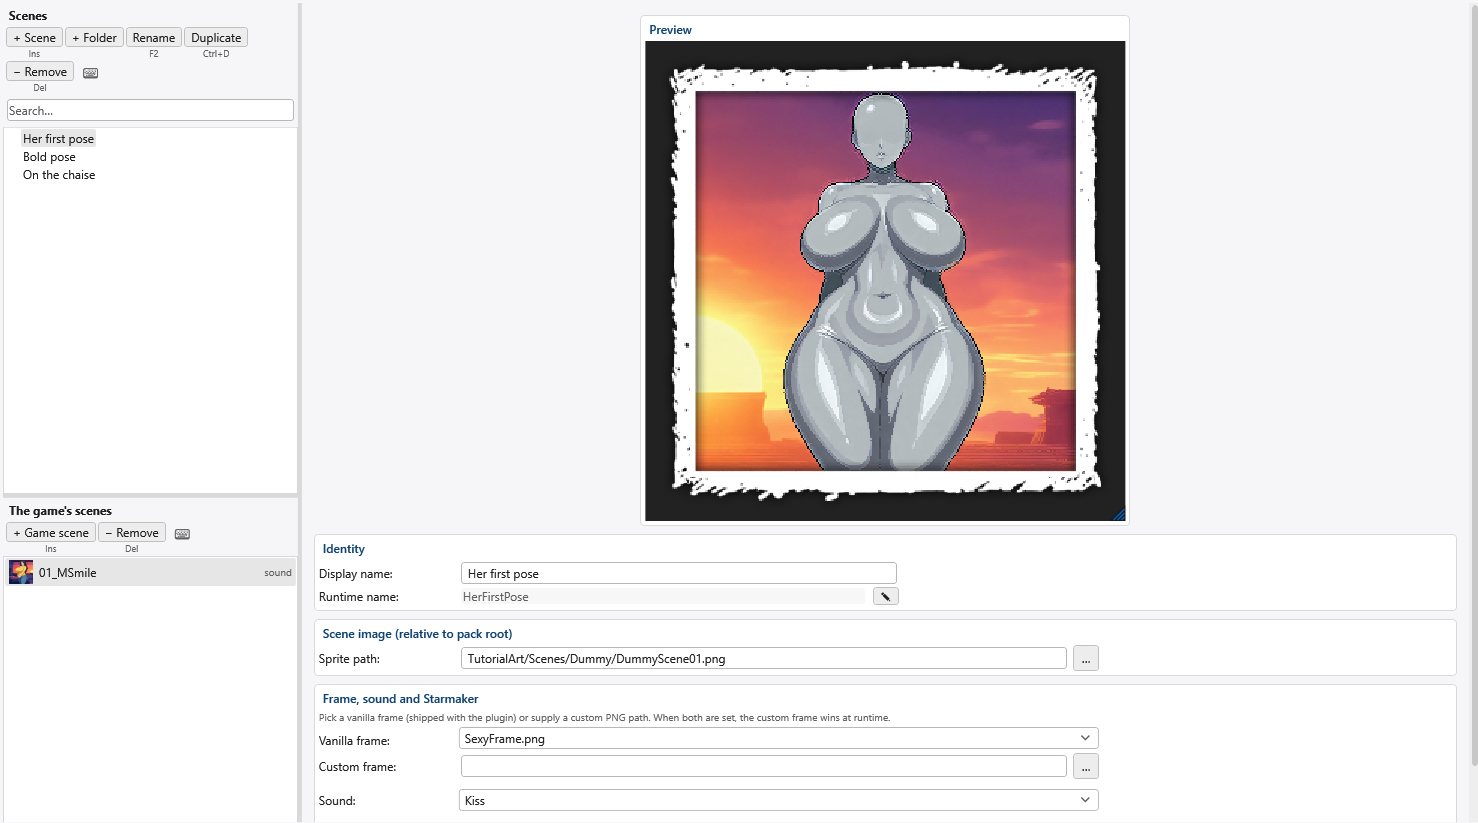 Scenes
+ Scene
+ Folder
Rename
Duplicate
Ins
F2
Ctrl+D
− Remove
Del
Search...
Her first pose
Bold pose
On the chaise
The game's scenes
+ Game scene
− Remove
Ins
Del
01_MSmile
sound
Preview
Identity
Display name:
Her first pose
Runtime name:
HerFirstPose
Scene image (relative to pack root)
Sprite path:
TutorialArt/Scenes/Dummy/DummyScene01.png
...
Frame, sound and Starmaker
Pick a vanilla frame (shipped with the plugin) or supply a custom PNG path. When both are set, the custom frame wins at runtime.
Vanilla frame:
SexyFrame.png
Custom frame:
...
Sound:
Kiss